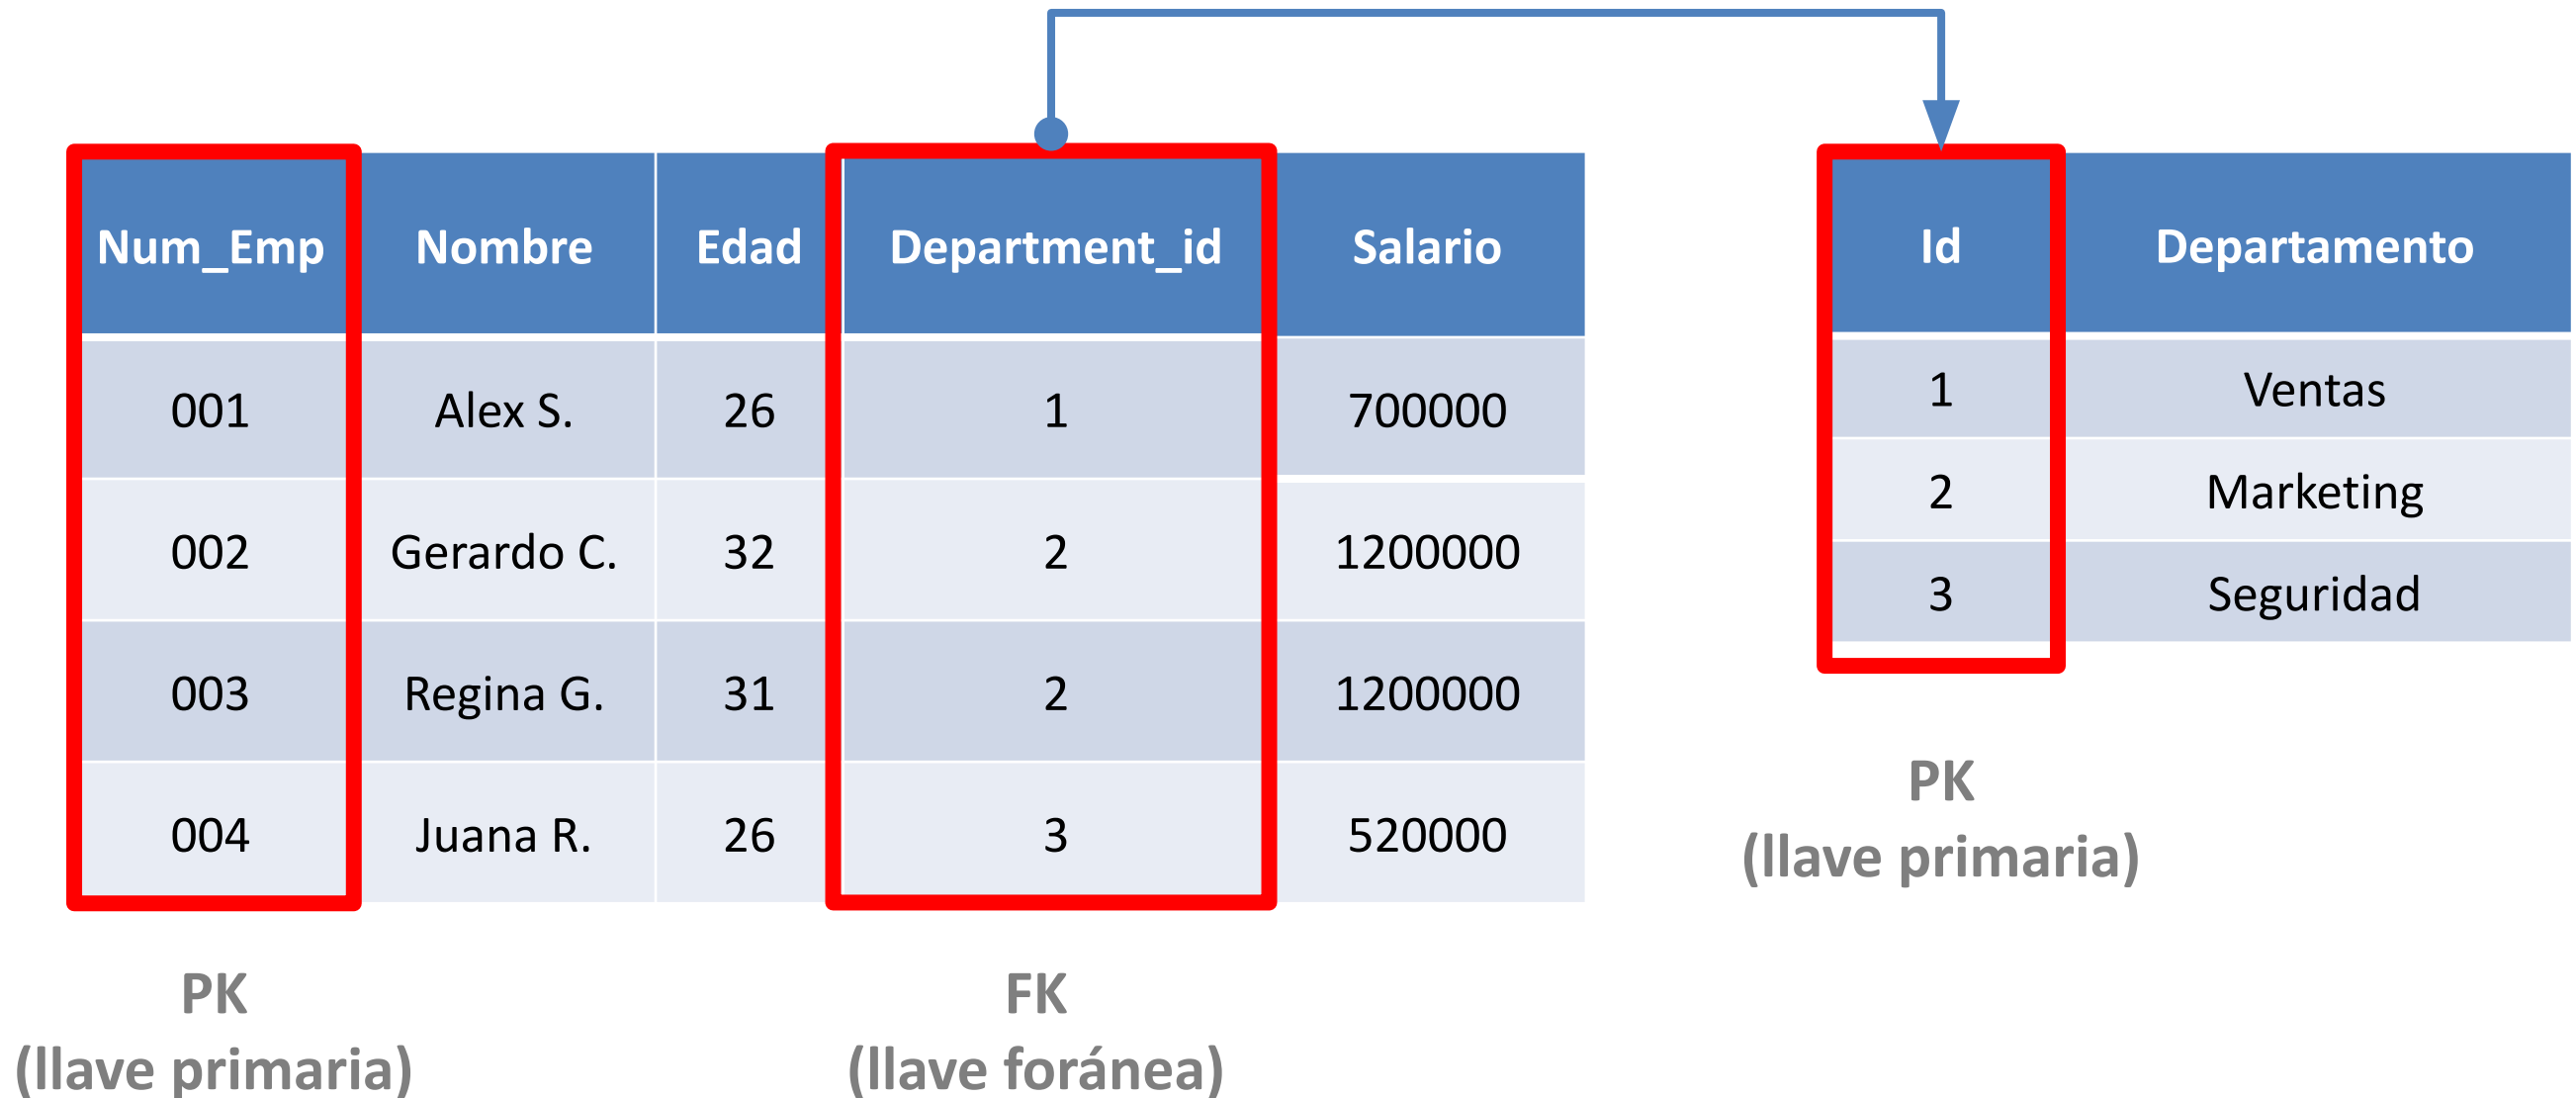 Num_Emp Nombre Edad Department_id Salario
001 Alex S. 26 1 700000
002 Gerardo C. 32 2 1200000
003 Regina G. 31 2 1200000
004 Juana R. 26 3 520000
PK
(llave primaria)
FK
(llave foránea)
Id Departamento
1 Ventas
2 Marketing
3 Seguridad
PK
(llave primaria)